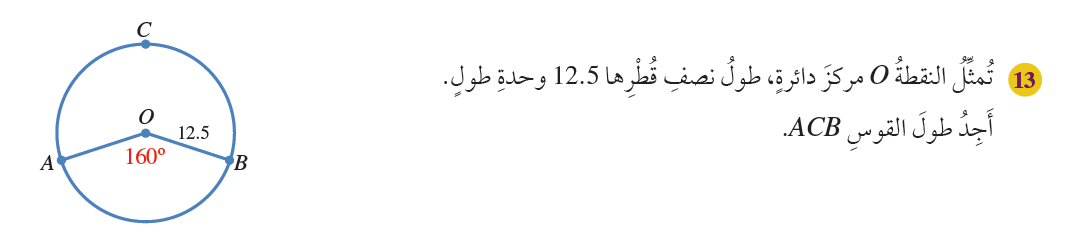 13 تُمثِّلُ النقطةُ O مركزَ دائرةٍ، طولُ نصفِ قُطْرِها 12.5 وحدةِ طولٍ.
أَجِدُ طولَ القوسِ ACB.
C
O
12.5
160°
A
B